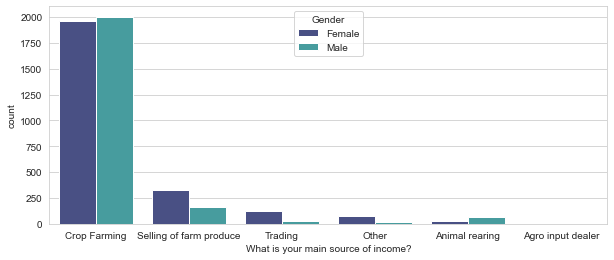 Gender
Female
Male
2000
1750
1500
1250
1000
750
500
250
0
count
Crop Farming Selling of farm produce Trading Other Animal rearing Agro input dealer
What is your main source of income?